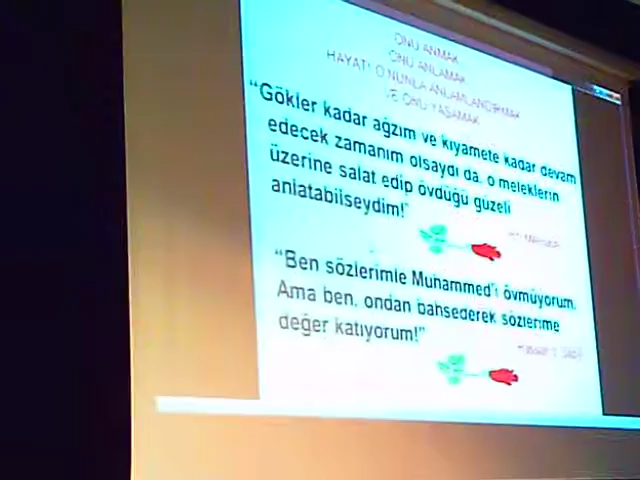 ONU ANMAK
ONU ANLAMAK
HAYATI O'NUNLA ANLAMLANDIRMAK
VE ONU YAŞAMAK
“Gökler kadar ağzım ve kıyamete kadar devam
edecek zamanım olsaydı da, o meleklerin
üzerine salat edip övdüğü güzeli
anlatabilseydim!”
“Ben sözlerimle Muhammed'i övmüyorum.
Ama ben, ondan bahsederek sözlerime
değer katıyorum!”